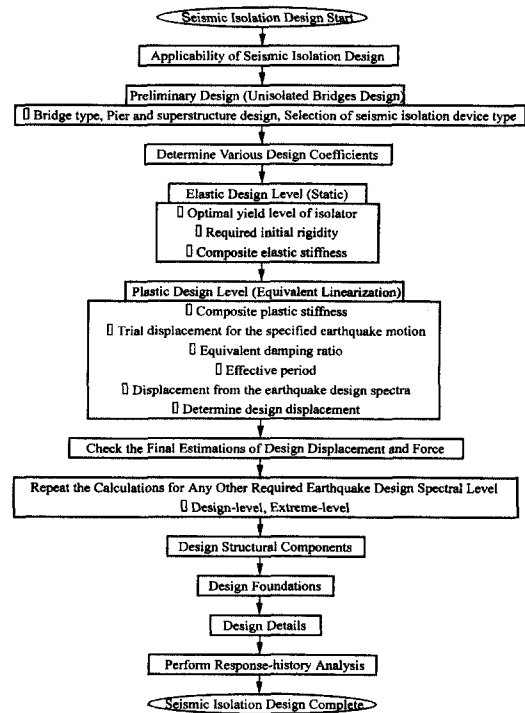 Seismic Isolation Design Start
Applicability of Seismic Isolation Design
Preliminary Design (Unisolated Bridges Design)
▯ Bridge type, Pier and superstructure design, Selection of seismic isolation device type
Determine Various Design Coefficients
Elastic Design Level (Static)
▯ Optimal yield level of isolator
▯ Required initial rigidity
▯ Composite elastic stiffness
Plastic Design Level (Equivalent Linearization)
▯ Composite plastic stiffness
▯ Trial displacement for the specified earthquake motion
▯ Equivalent damping ratio
▯ Effective period
▯ Displacement from the earthquake design spectra
▯ Determine design displacement
Check the Final Estimations of Design Displacement and Force
Repeat the Calculations for Any Other Required Earthquake Design Spectral Level
▯ Design-level, Extreme-level
Design Structural Components
Design Foundations
Design Details
Perform Response-history Analysis
Seismic Isolation Design Complete